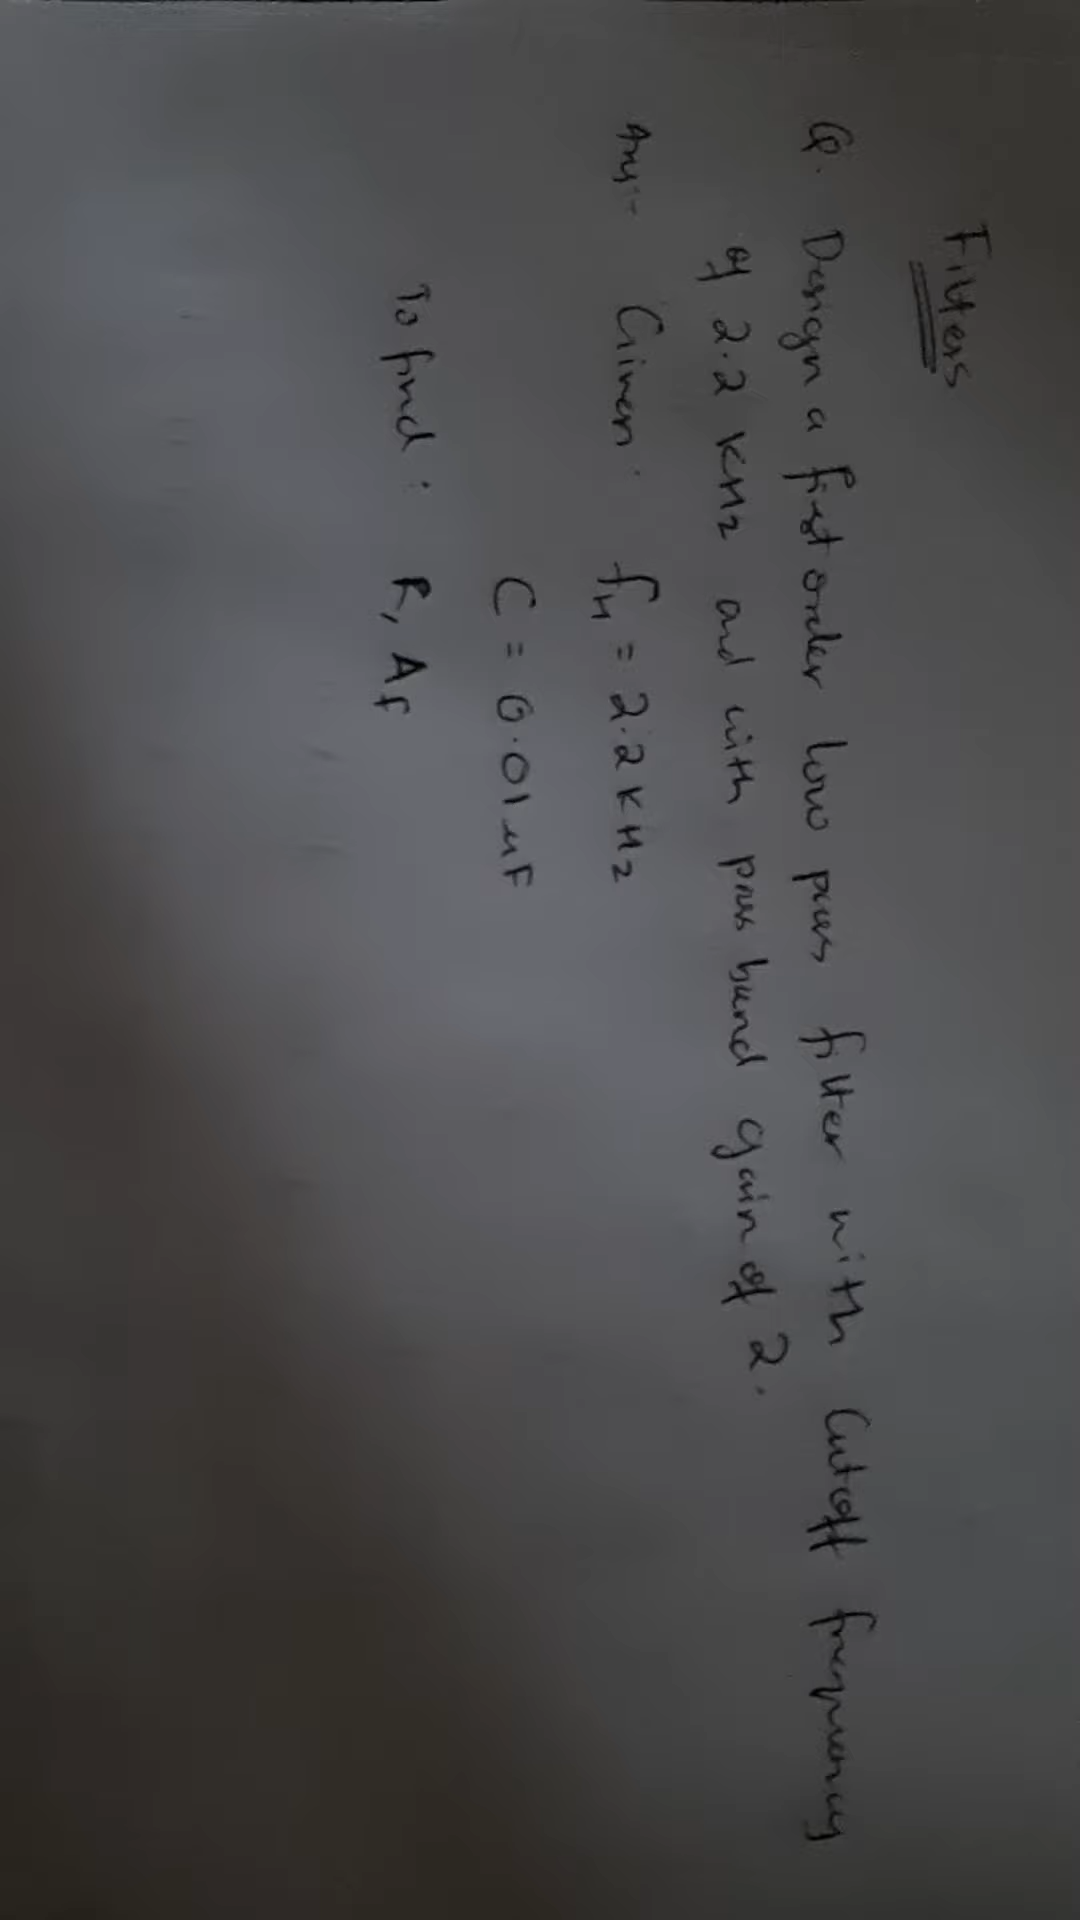 Filters
Q. Design a first order low pass filter with cutoff frequency
of 2.2 KHz and with pass band gain of 2.
Ans:- Given: fH = 2.2 KHz
C = 0.01 μF
To find: R, AF